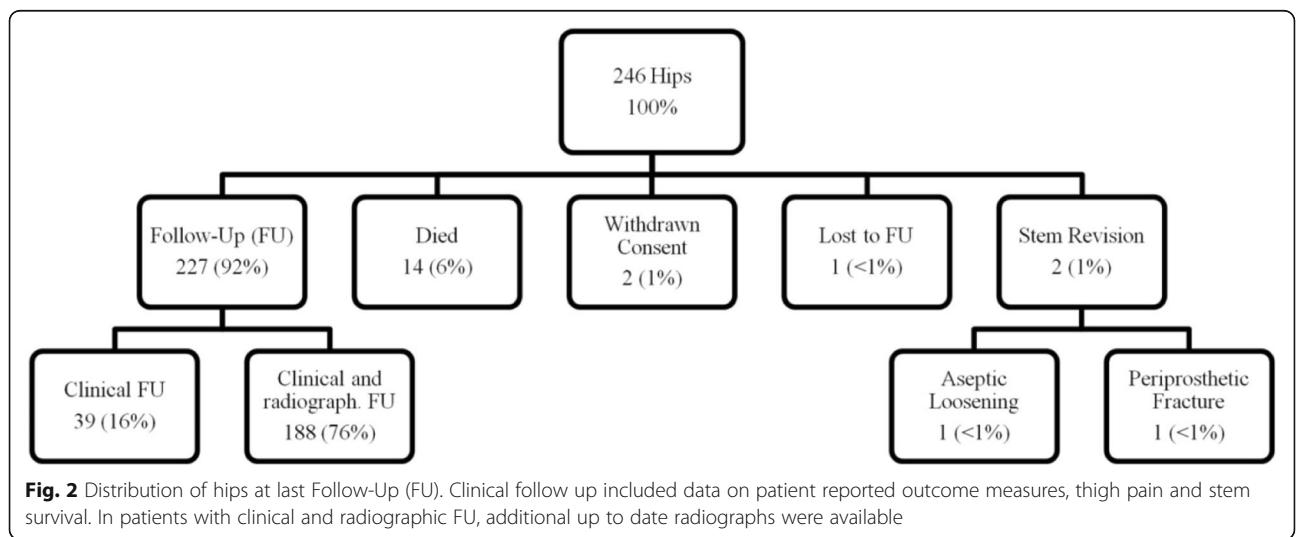 246 Hips
100%
Follow-Up (FU)
227 (92%)
Died
14 (6%)
Withdrawn
Consent
2 (1%)
Lost to FU
1 (<1%)
Stem Revision
2 (1%)
Clinical FU
39 (16%)
Clinical and
radiograph. FU
188 (76%)
Aseptic
Loosening
1 (<1%)
Periprosthetic
Fracture
1 (<1%)
Fig. 2 Distribution of hips at last Follow-Up (FU). Clinical follow up included data on patient reported outcome measures, thigh pain and stem
survival. In patients with clinical and radiographic FU, additional up to date radiographs were available